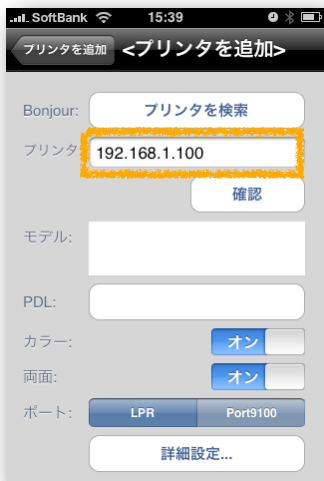 SoftBank 15:39
プリンタを追加 <プリンタを追加>
Bonjour: プリンタを検索
プリンタ: 192.168.1.100
確認
モデル:
PDL:
カラー: オン
両面: オン
ポート: LPR Port9100
詳細設定...